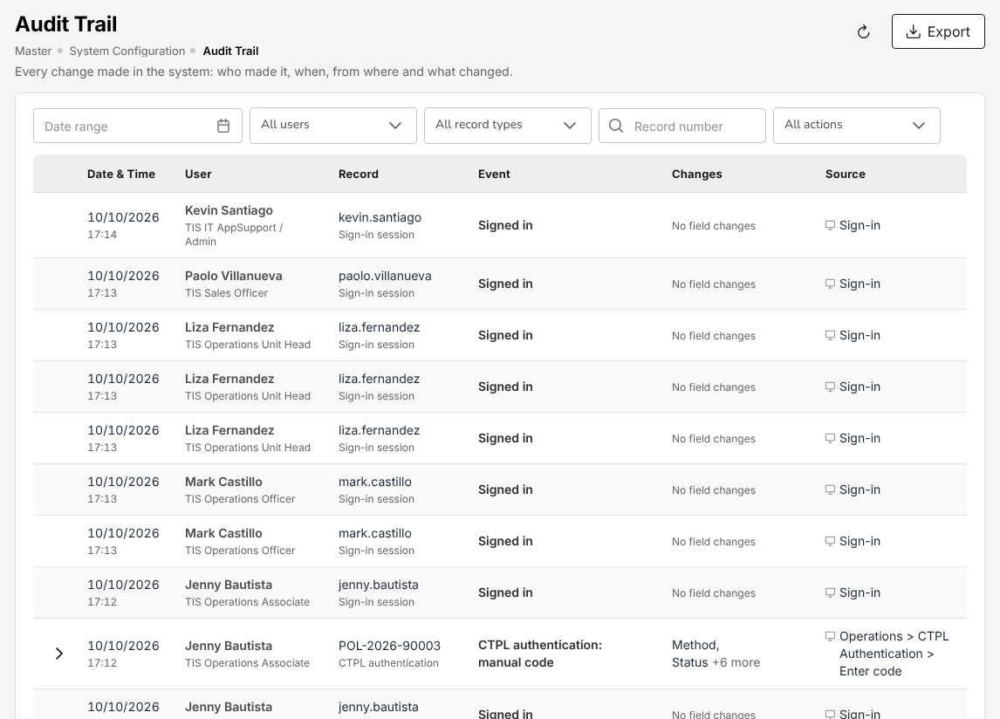 Audit Trail
Master System Configuration Audit Trail
Every change made in the system: who made it, when, from where and what changed.
Export
Date range All users All record types Record number All actions
Date & Time User Record Event Changes Source
10/10/2026 Kevin Santiago kevin.santiago Signed in No field changes Sign-in
17:14 TIS IT AppSupport / Sign-in session
Admin
10/10/2026 Paolo Villanueva paolo.villanueva Signed in No field changes Sign-in
17:13 TIS Sales Officer Sign-in session
10/10/2026 Liza Fernandez liza.fernandez Signed in No field changes Sign-in
17:13 TIS Operations Unit Head Sign-in session
10/10/2026 Liza Fernandez liza.fernandez Signed in No field changes Sign-in
17:13 TIS Operations Unit Head Sign-in session
10/10/2026 Liza Fernandez liza.fernandez Signed in No field changes Sign-in
17:13 TIS Operations Unit Head Sign-in session
10/10/2026 Mark Castillo mark.castillo Signed in No field changes Sign-in
17:13 TIS Operations Officer Sign-in session
10/10/2026 Mark Castillo mark.castillo Signed in No field changes Sign-in
17:13 TIS Operations Officer Sign-in session
10/10/2026 Jenny Bautista jenny.bautista Signed in No field changes Sign-in
17:12 TIS Operations Associate Sign-in session
10/10/2026 Jenny Bautista POL-2026-90003 CTPL authentication: Method, Operations > CTPL
17:12 TIS Operations Associate CTPL authentication manual code Status +6 more Authentication >
Enter code
10/10/2026 Jenny Bautista jenny.bautista Signed in No field changes Sign-in